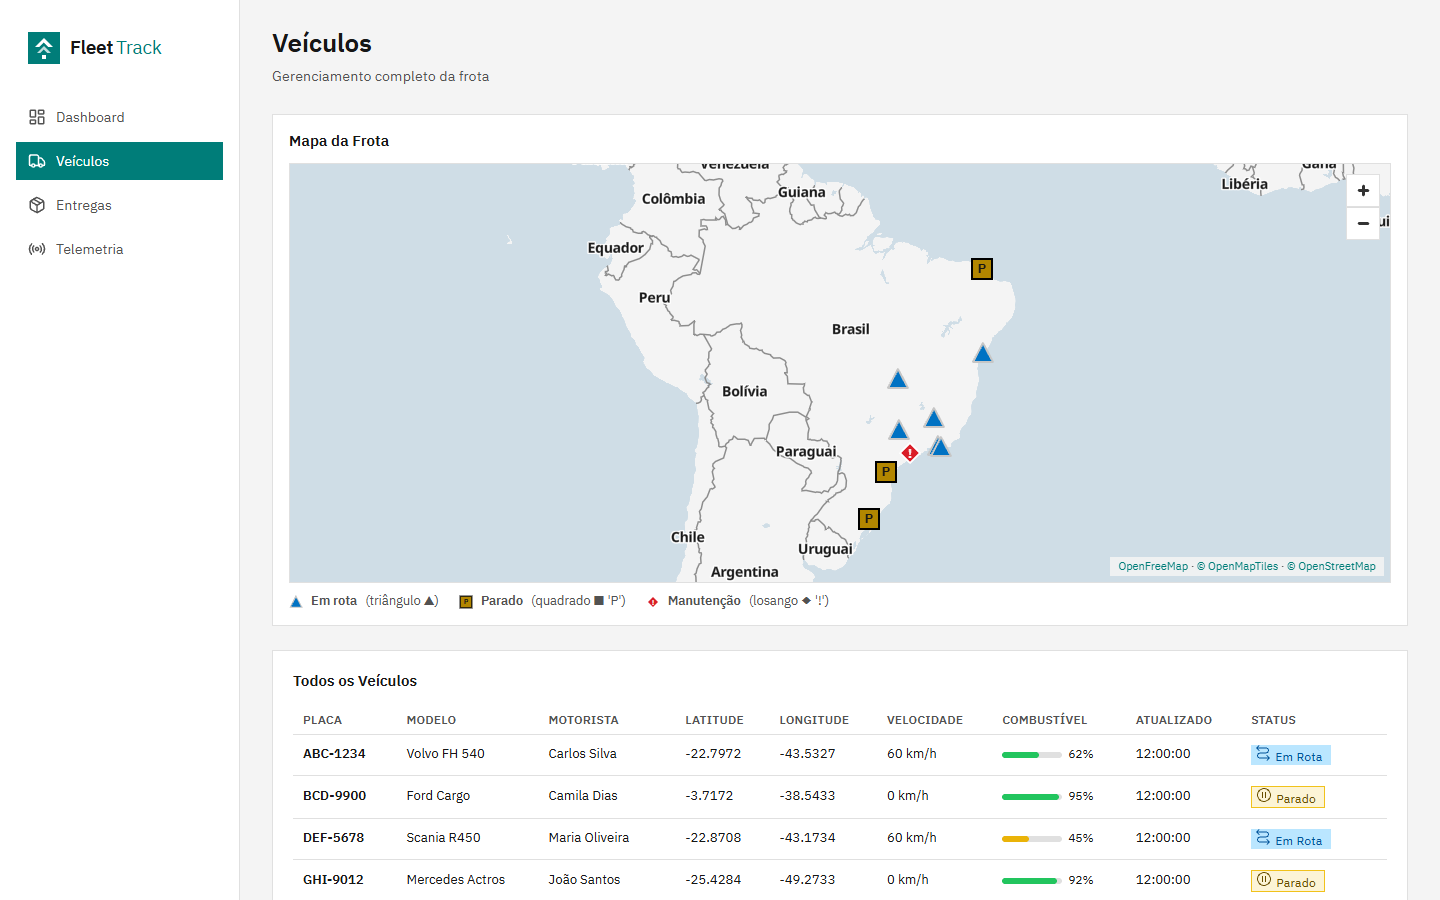 FleetTrack
Dashboard
Veículos
Entregas
Telemetria
Veículos
Gerenciamento completo da frota
Mapa da Frota
Venezuela
Gana
Libéria
Colômbia
Guiana
+
−
Equador
P
Peru
Brasil
Bolívia
Paraguai
!
P
P
Chile
Uruguai
Argentina
OpenFreeMap · © OpenMapTiles · © OpenStreetMap
Em rota (triângulo ▲) P Parado (quadrado ■ 'P') ! Manutenção (losango ◆ '!')
Todos os Veículos
PLACA MODELO MOTORISTA LATITUDE LONGITUDE VELOCIDADE COMBUSTÍVEL ATUALIZADO STATUS
ABC-1234 Volvo FH 540 Carlos Silva -22.7972 -43.5327 60 km/h 62% 12:00:00 Em Rota
BCD-9900 Ford Cargo Camila Dias -3.7172 -38.5433 0 km/h 95% 12:00:00 Parado
DEF-5678 Scania R450 Maria Oliveira -22.8708 -43.1734 60 km/h 45% 12:00:00 Em Rota
GHI-9012 Mercedes Actros João Santos -25.4284 -49.2733 0 km/h 92% 12:00:00 Parado